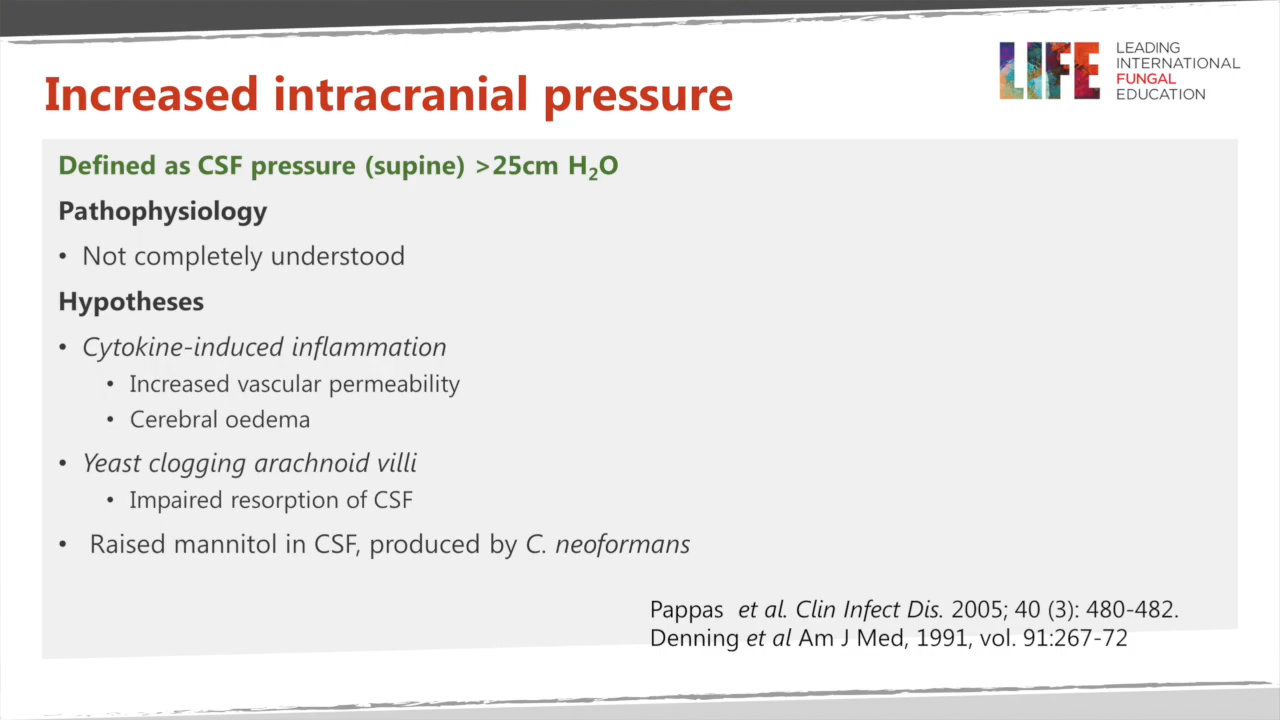 LIFE
LEADING
INTERNATIONAL
FUNGAL
EDUCATION
Increased intracranial pressure
Defined as CSF pressure (supine) >25cm H₂O
Pathophysiology
• Not completely understood
Hypotheses
• Cytokine-induced inflammation
• Increased vascular permeability
• Cerebral oedema
• Yeast clogging arachnoid villi
• Impaired resorption of CSF
• Raised mannitol in CSF, produced by C. neoformans
Pappas et al. Clin Infect Dis. 2005; 40 (3): 480-482.
Denning et al Am J Med, 1991, vol. 91:267-72